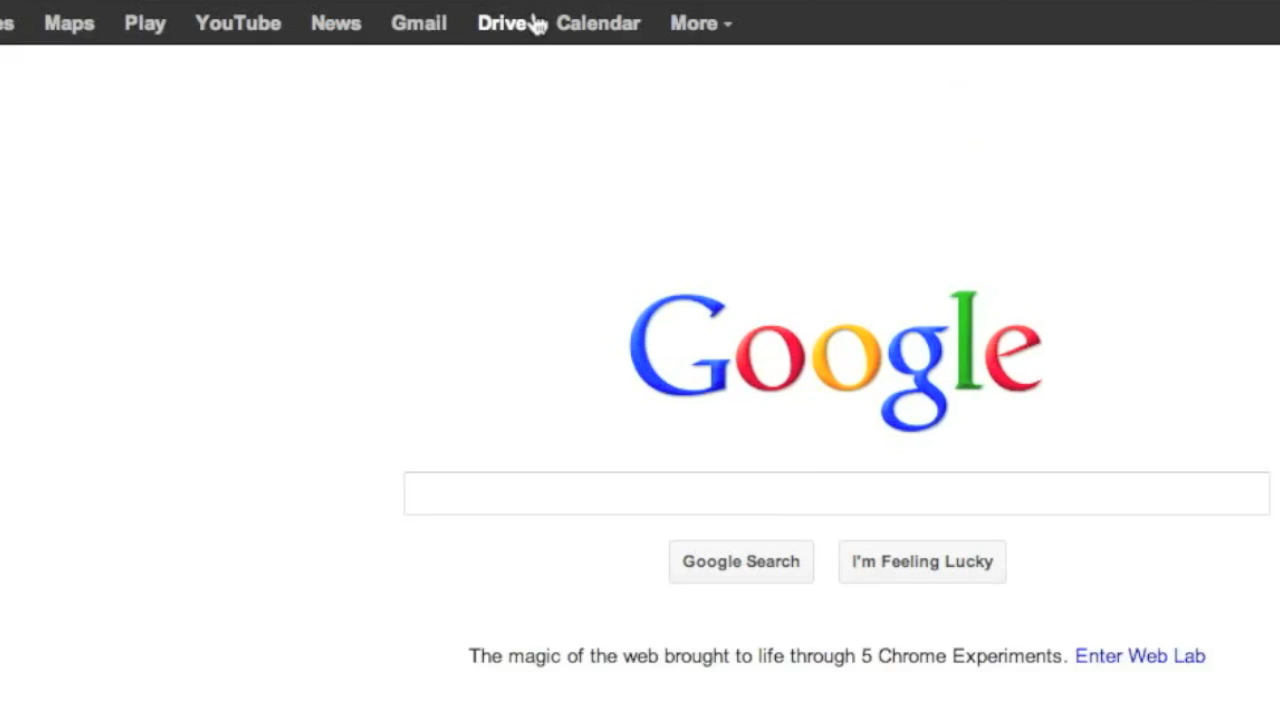 Maps Play YouTube News Gmail Drive Calendar More
Google
Google Search I'm Feeling Lucky
The magic of the web brought to life through 5 Chrome Experiments. Enter Web Lab